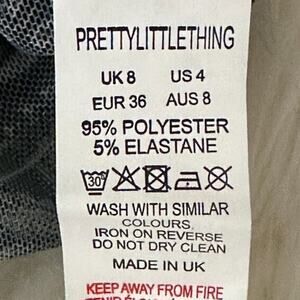 PRETTYLITTLETHING
UK 8 US 4
EUR 36 AUS 8
95% POLYESTER
5% ELASTANE
30
WASH WITH SIMILAR
COLOURS,
IRON ON REVERSE
DO NOT DRY CLEAN
MADE IN UK
KEEP AWAY FROM FIRE